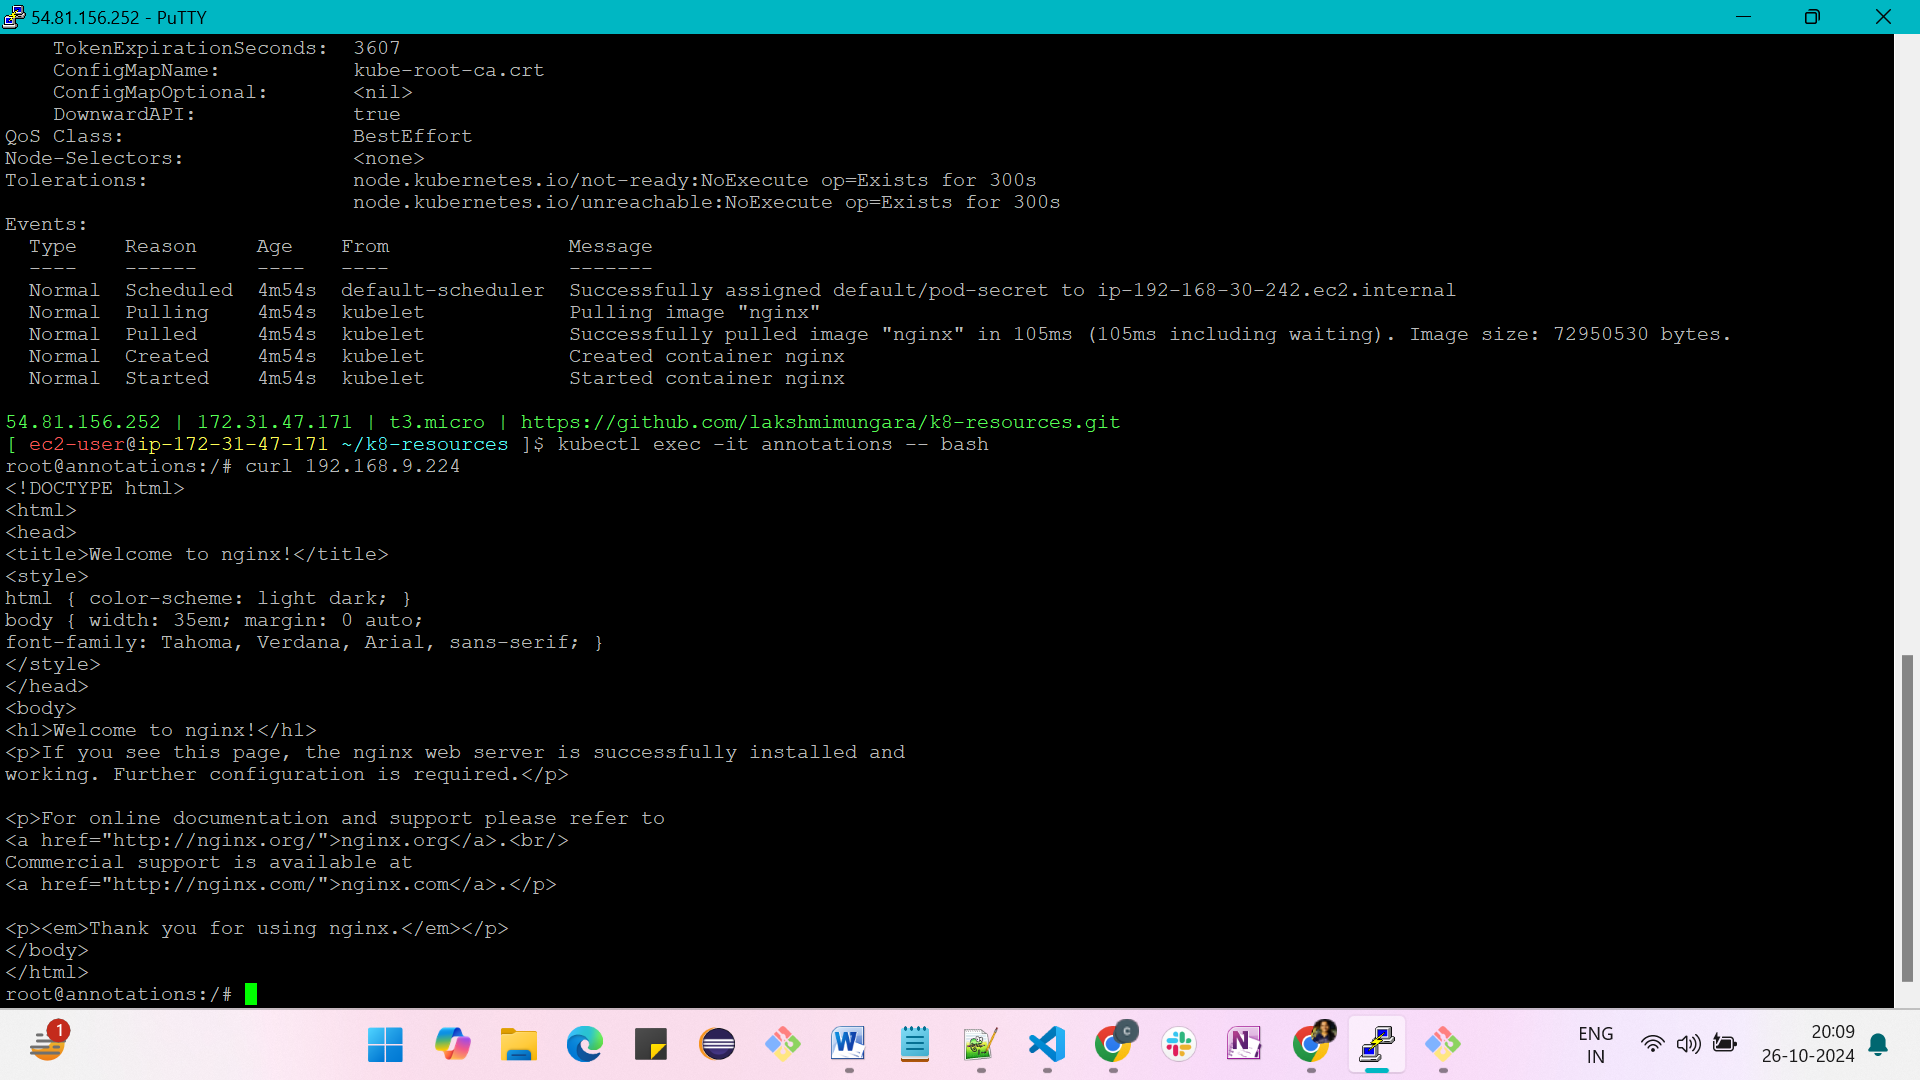 54.81.156.252 - PuTTY
TokenExpirationSeconds: 3607
ConfigMapName: kube-root-ca.crt
ConfigMapOptional: <nil>
DownwardAPI: true
QoS Class: BestEffort
Node-Selectors: <none>
Tolerations: node.kubernetes.io/not-ready:NoExecute op=Exists for 300s
node.kubernetes.io/unreachable:NoExecute op=Exists for 300s
Events:
Type Reason Age From Message
---- ------ ---- ---- -------
Normal Scheduled 4m54s default-scheduler Successfully assigned default/pod-secret to ip-192-168-30-242.ec2.internal
Normal Pulling 4m54s kubelet Pulling image "nginx"
Normal Pulled 4m54s kubelet Successfully pulled image "nginx" in 105ms (105ms including waiting). Image size: 72950530 bytes.
Normal Created 4m54s kubelet Created container nginx
Normal Started 4m54s kubelet Started container nginx
54.81.156.252 | 172.31.47.171 | t3.micro | https://github.com/lakshmimungara/k8-resources.git
[ ec2-user@ip-172-31-47-171 ~/k8-resources ]$ kubectl exec -it annotations -- bash
root@annotations:/# curl 192.168.9.224
<!DOCTYPE html>
<html>
<head>
<title>Welcome to nginx!</title>
<style>
html { color-scheme: light dark; }
body { width: 35em; margin: 0 auto;
font-family: Tahoma, Verdana, Arial, sans-serif; }
</style>
</head>
<body>
<h1>Welcome to nginx!</h1>
<p>If you see this page, the nginx web server is successfully installed and
working. Further configuration is required.</p>
<p>For online documentation and support please refer to
<a href="http://nginx.org/">nginx.org</a>.<br/>
Commercial support is available at
<a href="http://nginx.com/">nginx.com</a>.</p>
<p><em>Thank you for using nginx.</em></p>
</body>
</html>
root@annotations:/#
1
W
C
N
ENG
IN
20:09
26-10-2024